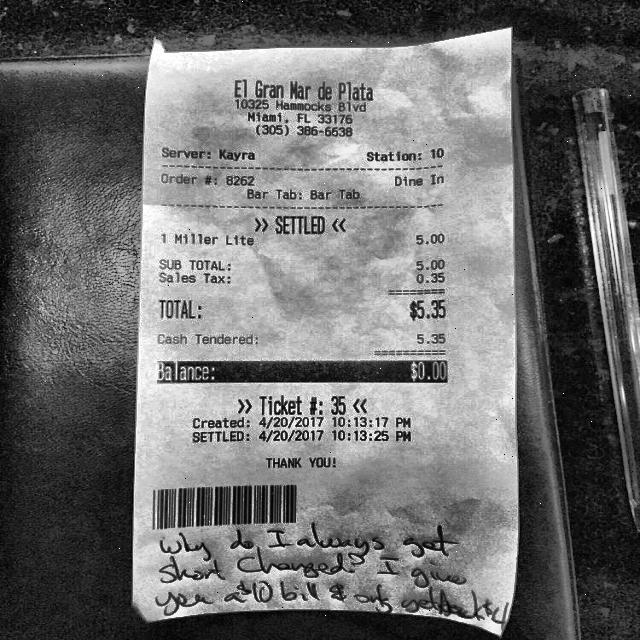 El Gran Mar de Plata
10325 Hammocks Blvd
Miami, FL 33176
(305) 386-6638
Server: Kayra Station: 10
Order #: 8262 Dine In
Bar Tab: Bar Tab
>> SETTLED <<
1 Miller Lite 5.00
SUB TOTAL: 5.00
Sales Tax: 0.35
TOTAL: $5.35
Cash Tendered: 5.35
Balance: $0.00
>> Ticket #: 35 <<
Created: 4/20/2017 10:13:17 PM
SETTLED: 4/20/2017 10:13:25 PM
THANK YOU!
Why do I always get
short changed? I give
you a $10 bill & only get back $4